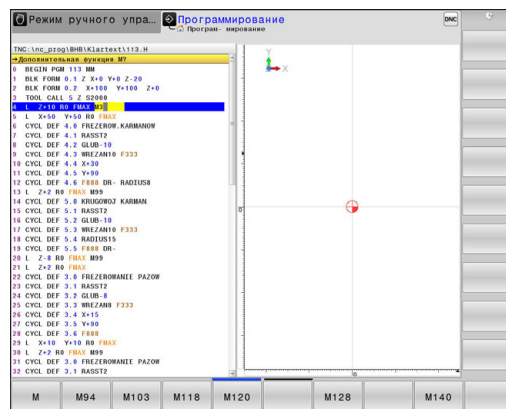 Режим ручного упра...
Программирование
Програм- мирование
DNC
TNC:\nc_prog\BHB\Klartext\113.H
→Дополнительная функция M?
0 BEGIN PGM 113 MM
1 BLK FORM 0.1 Z X+0 Y+0 Z-20
2 BLK FORM 0.2 X+100 Y+100 Z+0
3 TOOL CALL 5 Z S2000
4 L Z+10 R0 FMAX M3
5 L X+50 Y+50 R0 FMAX
6 CYCL DEF 4.0 FREZEROW.KARMANOW
7 CYCL DEF 4.1 RASST2
8 CYCL DEF 4.2 GLUB-10
9 CYCL DEF 4.3 WREZAN10 F333
10 CYCL DEF 4.4 X+30
11 CYCL DEF 4.5 Y+90
12 CYCL DEF 4.6 F888 DR- RADIUS8
13 L Z+2 R0 FMAX M99
14 CYCL DEF 5.0 KRUGOWOJ KARMAN
15 CYCL DEF 5.1 RASST2
16 CYCL DEF 5.2 GLUB-10
17 CYCL DEF 5.3 WREZAN10 F333
18 CYCL DEF 5.4 RADIUS15
19 CYCL DEF 5.5 F888 DR-
20 L Z-8 R0 FMAX M99
21 L Z+2 R0 FMAX
22 CYCL DEF 3.0 FREZEROWANIE PAZOW
23 CYCL DEF 3.1 RASST2
24 CYCL DEF 3.2 GLUB-8
25 CYCL DEF 3.3 WREZAN8 F333
26 CYCL DEF 3.4 X+15
27 CYCL DEF 3.5 Y+90
28 CYCL DEF 3.6 F888
29 L X+10 Y+10 R0 FMAX
30 L Z+2 R0 FMAX M99
31 CYCL DEF 3.0 FREZEROWANIE PAZOW
32 CYCL DEF 3.1 RASST2
Y
X
0
0
M M94 M103 M118 M120 M128 M140